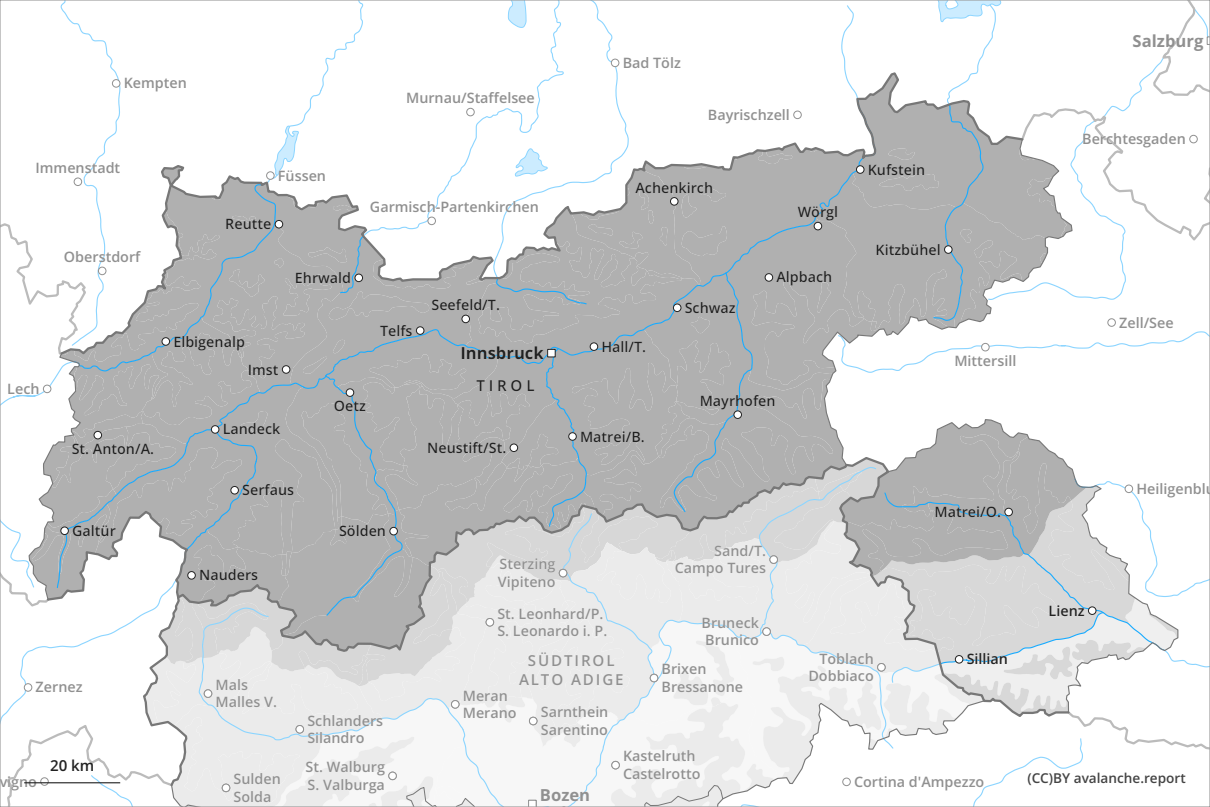 Salzburg
Bad Tölz
Kempten
Murnau/Staffelsee
Bayrischzell
Berchtesgaden
Immenstadt
Füssen
Kufstein
Achenkirch
Garmisch-Partenkirchen
Wörgl
Reutte
Kitzbühel
Oberstdorf
Ehrwald
Alpbach
Seefeld/T.
Schwaz
Zell/See
Telfs
Elbigenalp
Innsbruck
Hall/T.
Mittersill
Imst
TIROL
Lech
Oetz
Mayrhofen
Landeck
Matrei/B.
St. Anton/A.
Neustift/St.
Serfaus
Heiligenblu
Matrei/O.
Galtür
Sölden
Sand/T.
Campo Tures
Sterzing
Vipiteno
Nauders
Lienz
St. Leonhard/P.
S. Leonardo i. P.
Bruneck
Brunico
SÜDTIROL
ALTO ADIGE
Toblach
Dobbiaco
Sillian
Brixen
Bressanone
Zernez
Mals
Malles V.
Meran
Merano
Sarnthein
Sarentino
Schlanders
Silandro
Kastelruth
Castelrotto
20 km
St. Walburg
S. Valburga
vigno
Sulden
Solda
Cortina d'Ampezzo
(CC)BY avalanche.report
Bozen